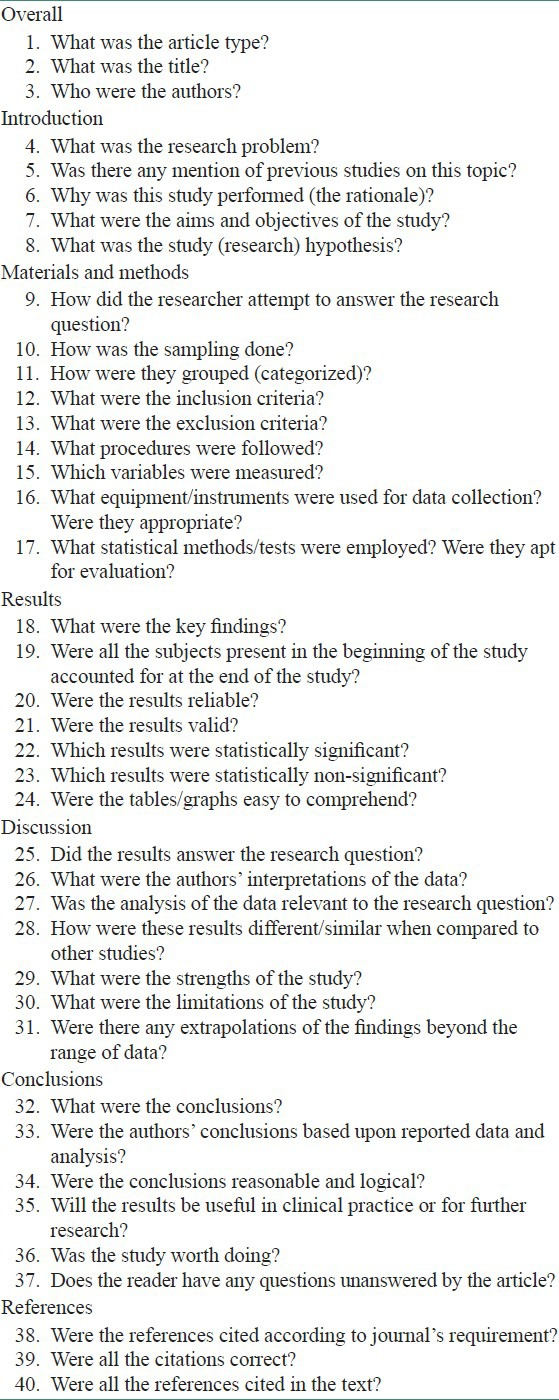 Overall
1. What was the article type?
2. What was the title?
3. Who were the authors?
Introduction
4. What was the research problem?
5. Was there any mention of previous studies on this topic?
6. Why was this study performed (the rationale)?
7. What were the aims and objectives of the study?
8. What was the study (research) hypothesis?
Materials and methods
9. How did the researcher attempt to answer the research
question?
10. How was the sampling done?
11. How were they grouped (categorized)?
12. What were the inclusion criteria?
13. What were the exclusion criteria?
14. What procedures were followed?
15. Which variables were measured?
16. What equipment/instruments were used for data collection?
Were they appropriate?
17. What statistical methods/tests were employed? Were they apt
for evaluation?
Results
18. What were the key findings?
19. Were all the subjects present in the beginning of the study
accounted for at the end of the study?
20. Were the results reliable?
21. Were the results valid?
22. Which results were statistically significant?
23. Which results were statistically non-significant?
24. Were the tables/graphs easy to comprehend?
Discussion
25. Did the results answer the research question?
26. What were the authors’ interpretations of the data?
27. Was the analysis of the data relevant to the research question?
28. How were these results different/similar when compared to
other studies?
29. What were the strengths of the study?
30. What were the limitations of the study?
31. Were there any extrapolations of the findings beyond the
range of data?
Conclusions
32. What were the conclusions?
33. Were the authors’ conclusions based upon reported data and
analysis?
34. Were the conclusions reasonable and logical?
35. Will the results be useful in clinical practice or for further
research?
36. Was the study worth doing?
37. Does the reader have any questions unanswered by the article?
References
38. Were the references cited according to journal’s requirement?
39. Were all the citations correct?
40. Were all the references cited in the text?